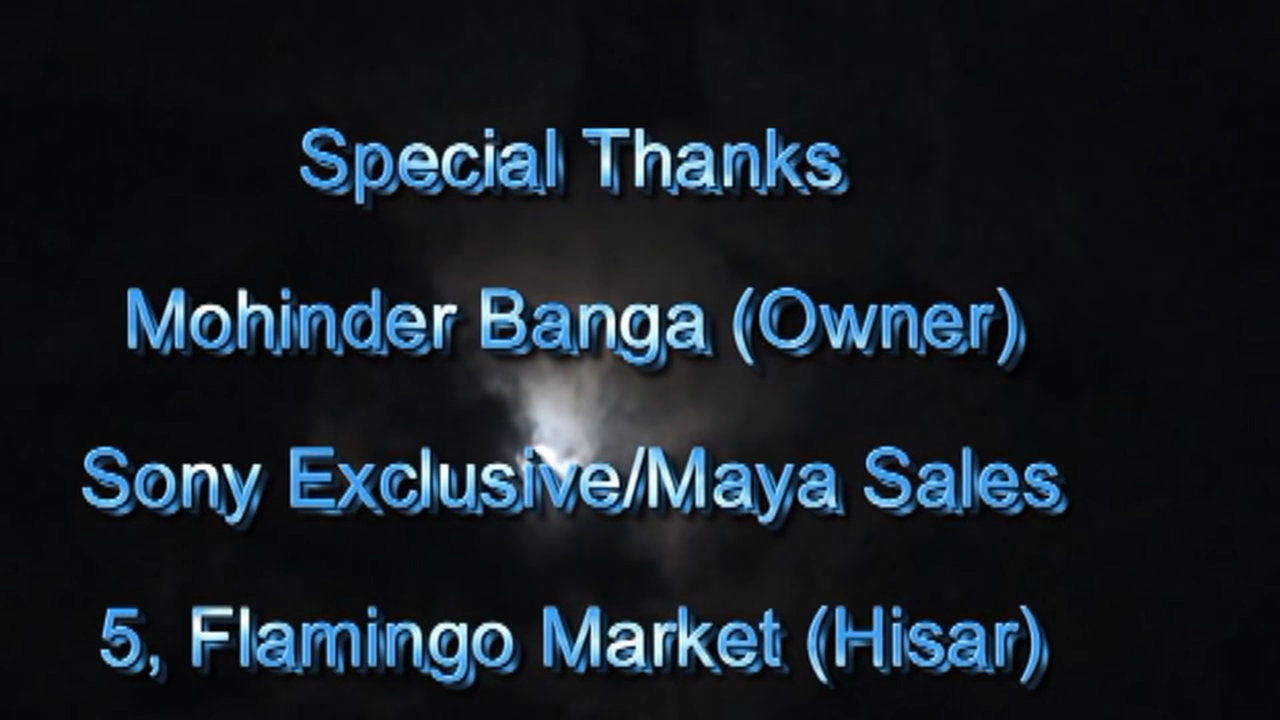 Special Thanks
Mohinder Banga (Owner)
Sony Exclusive/Maya Sales
5, Flamingo Market (Hisar)